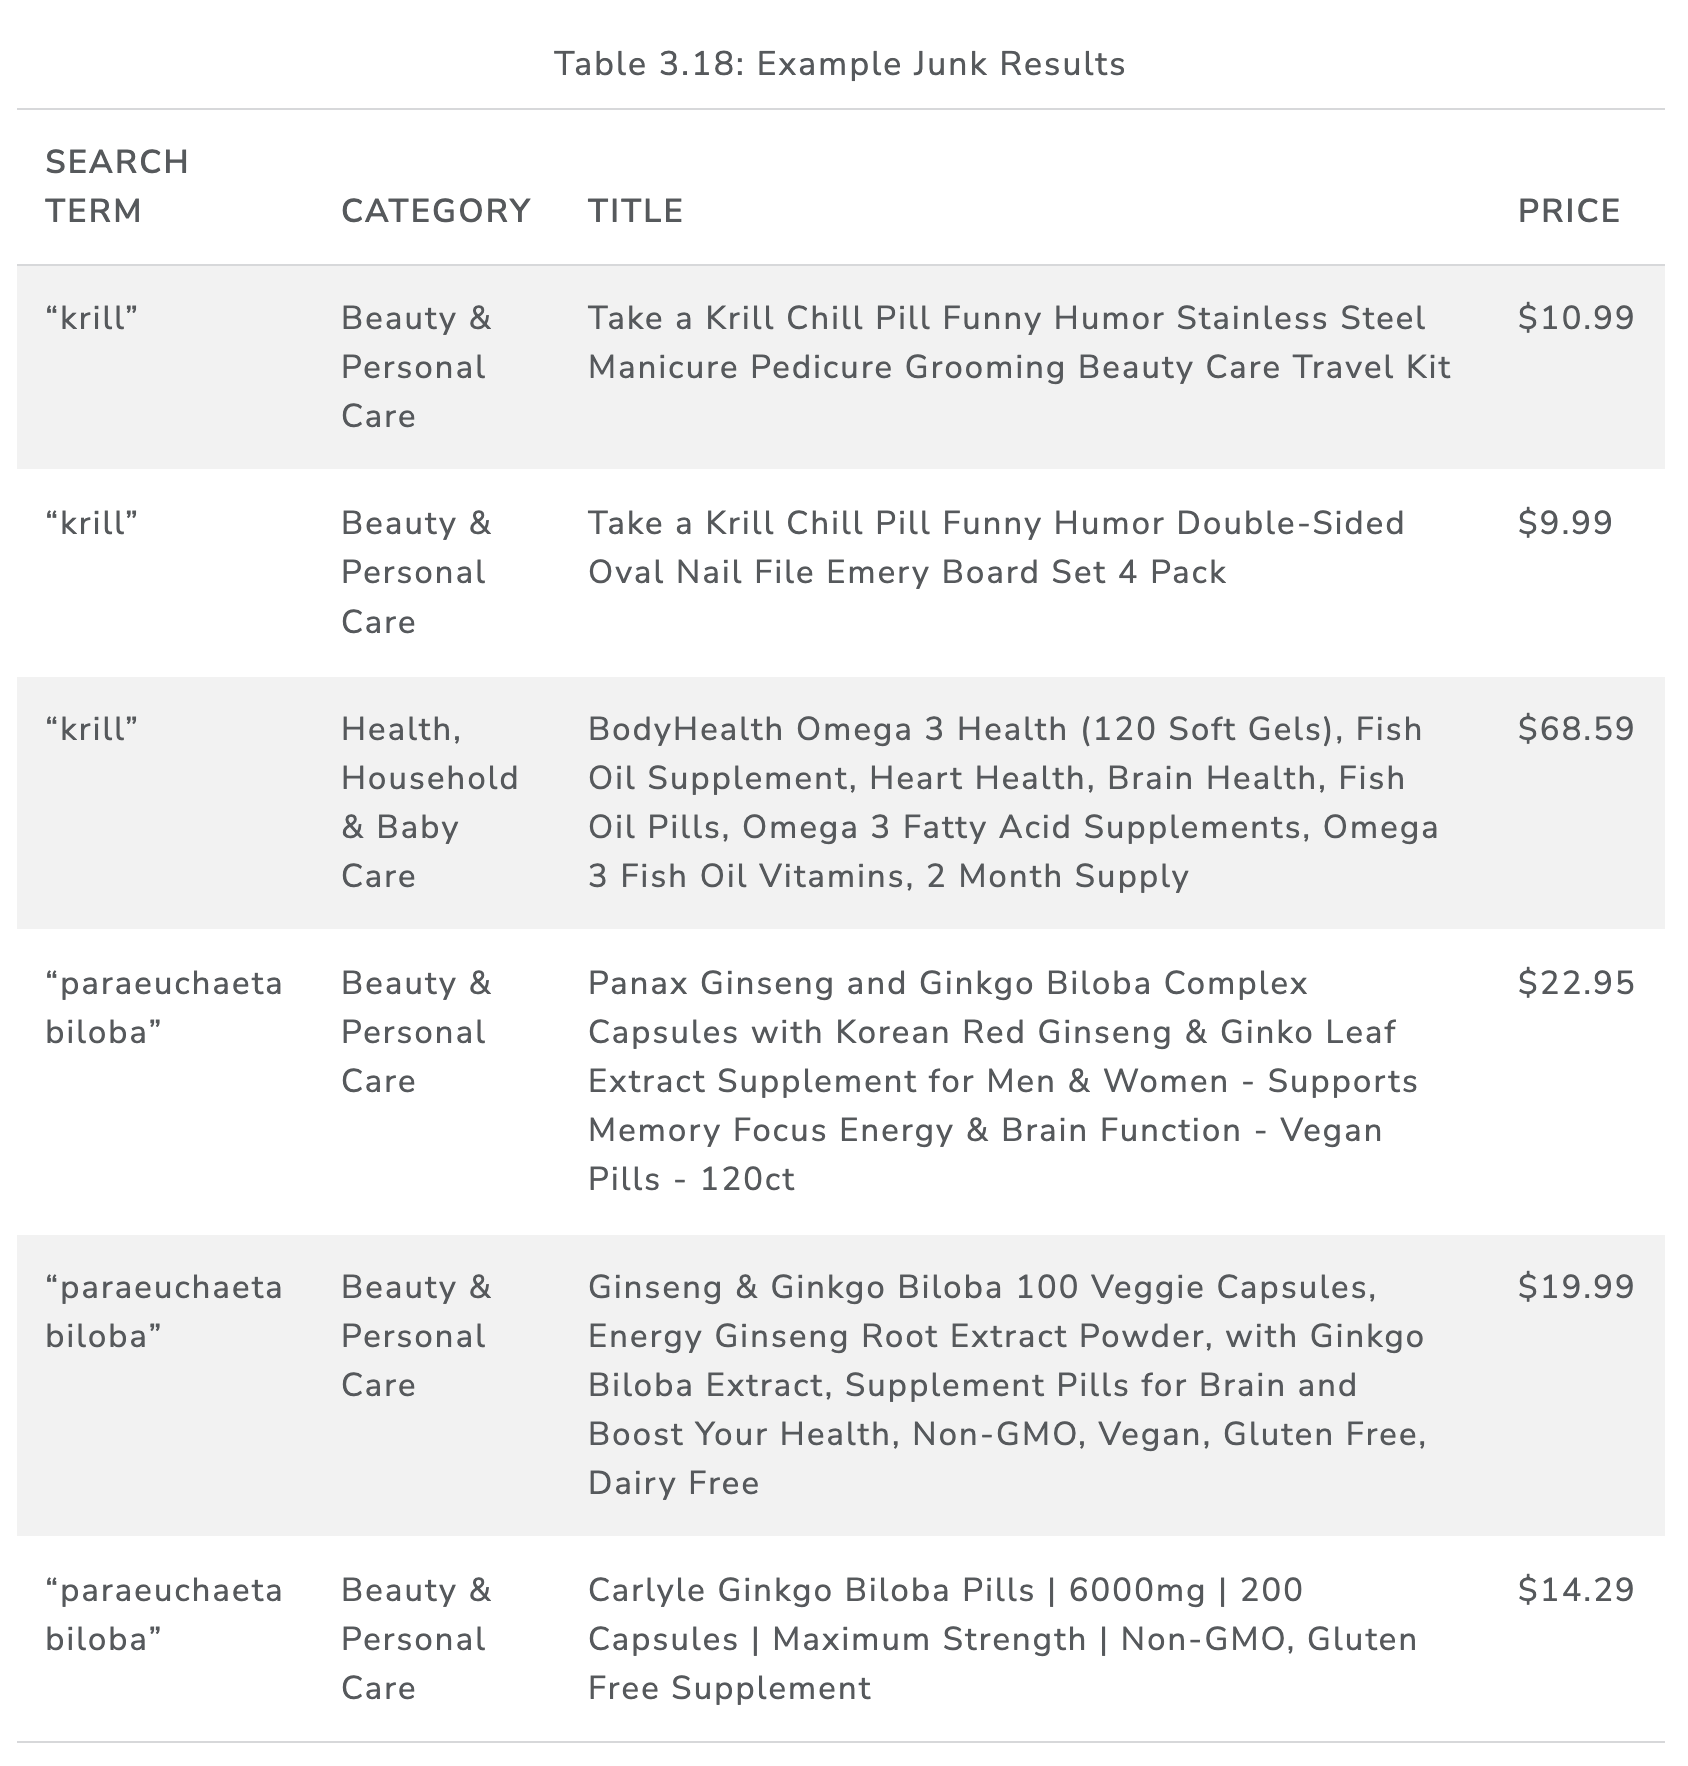 Table 3.18: Example Junk Results
SEARCH
TERM
CATEGORY
TITLE
PRICE
“krill”
Beauty &
Personal
Care
Take a Krill Chill Pill Funny Humor Stainless Steel
Manicure Pedicure Grooming Beauty Care Travel Kit
$10.99
“krill”
Beauty &
Personal
Care
Take a Krill Chill Pill Funny Humor Double-Sided
Oval Nail File Emery Board Set 4 Pack
$9.99
“krill”
Health,
Household
& Baby
Care
BodyHealth Omega 3 Health (120 Soft Gels), Fish
Oil Supplement, Heart Health, Brain Health, Fish
Oil Pills, Omega 3 Fatty Acid Supplements, Omega
3 Fish Oil Vitamins, 2 Month Supply
$68.59
“paraeuchaeta
biloba”
Beauty &
Personal
Care
Panax Ginseng and Ginkgo Biloba Complex
Capsules with Korean Red Ginseng & Ginko Leaf
Extract Supplement for Men & Women - Supports
Memory Focus Energy & Brain Function - Vegan
Pills - 120ct
$22.95
“paraeuchaeta
biloba”
Beauty &
Personal
Care
Ginseng & Ginkgo Biloba 100 Veggie Capsules,
Energy Ginseng Root Extract Powder, with Ginkgo
Biloba Extract, Supplement Pills for Brain and
Boost Your Health, Non-GMO, Vegan, Gluten Free,
Dairy Free
$19.99
“paraeuchaeta
biloba”
Beauty &
Personal
Care
Carlyle Ginkgo Biloba Pills | 6000mg | 200
Capsules | Maximum Strength | Non-GMO, Gluten
Free Supplement
$14.29